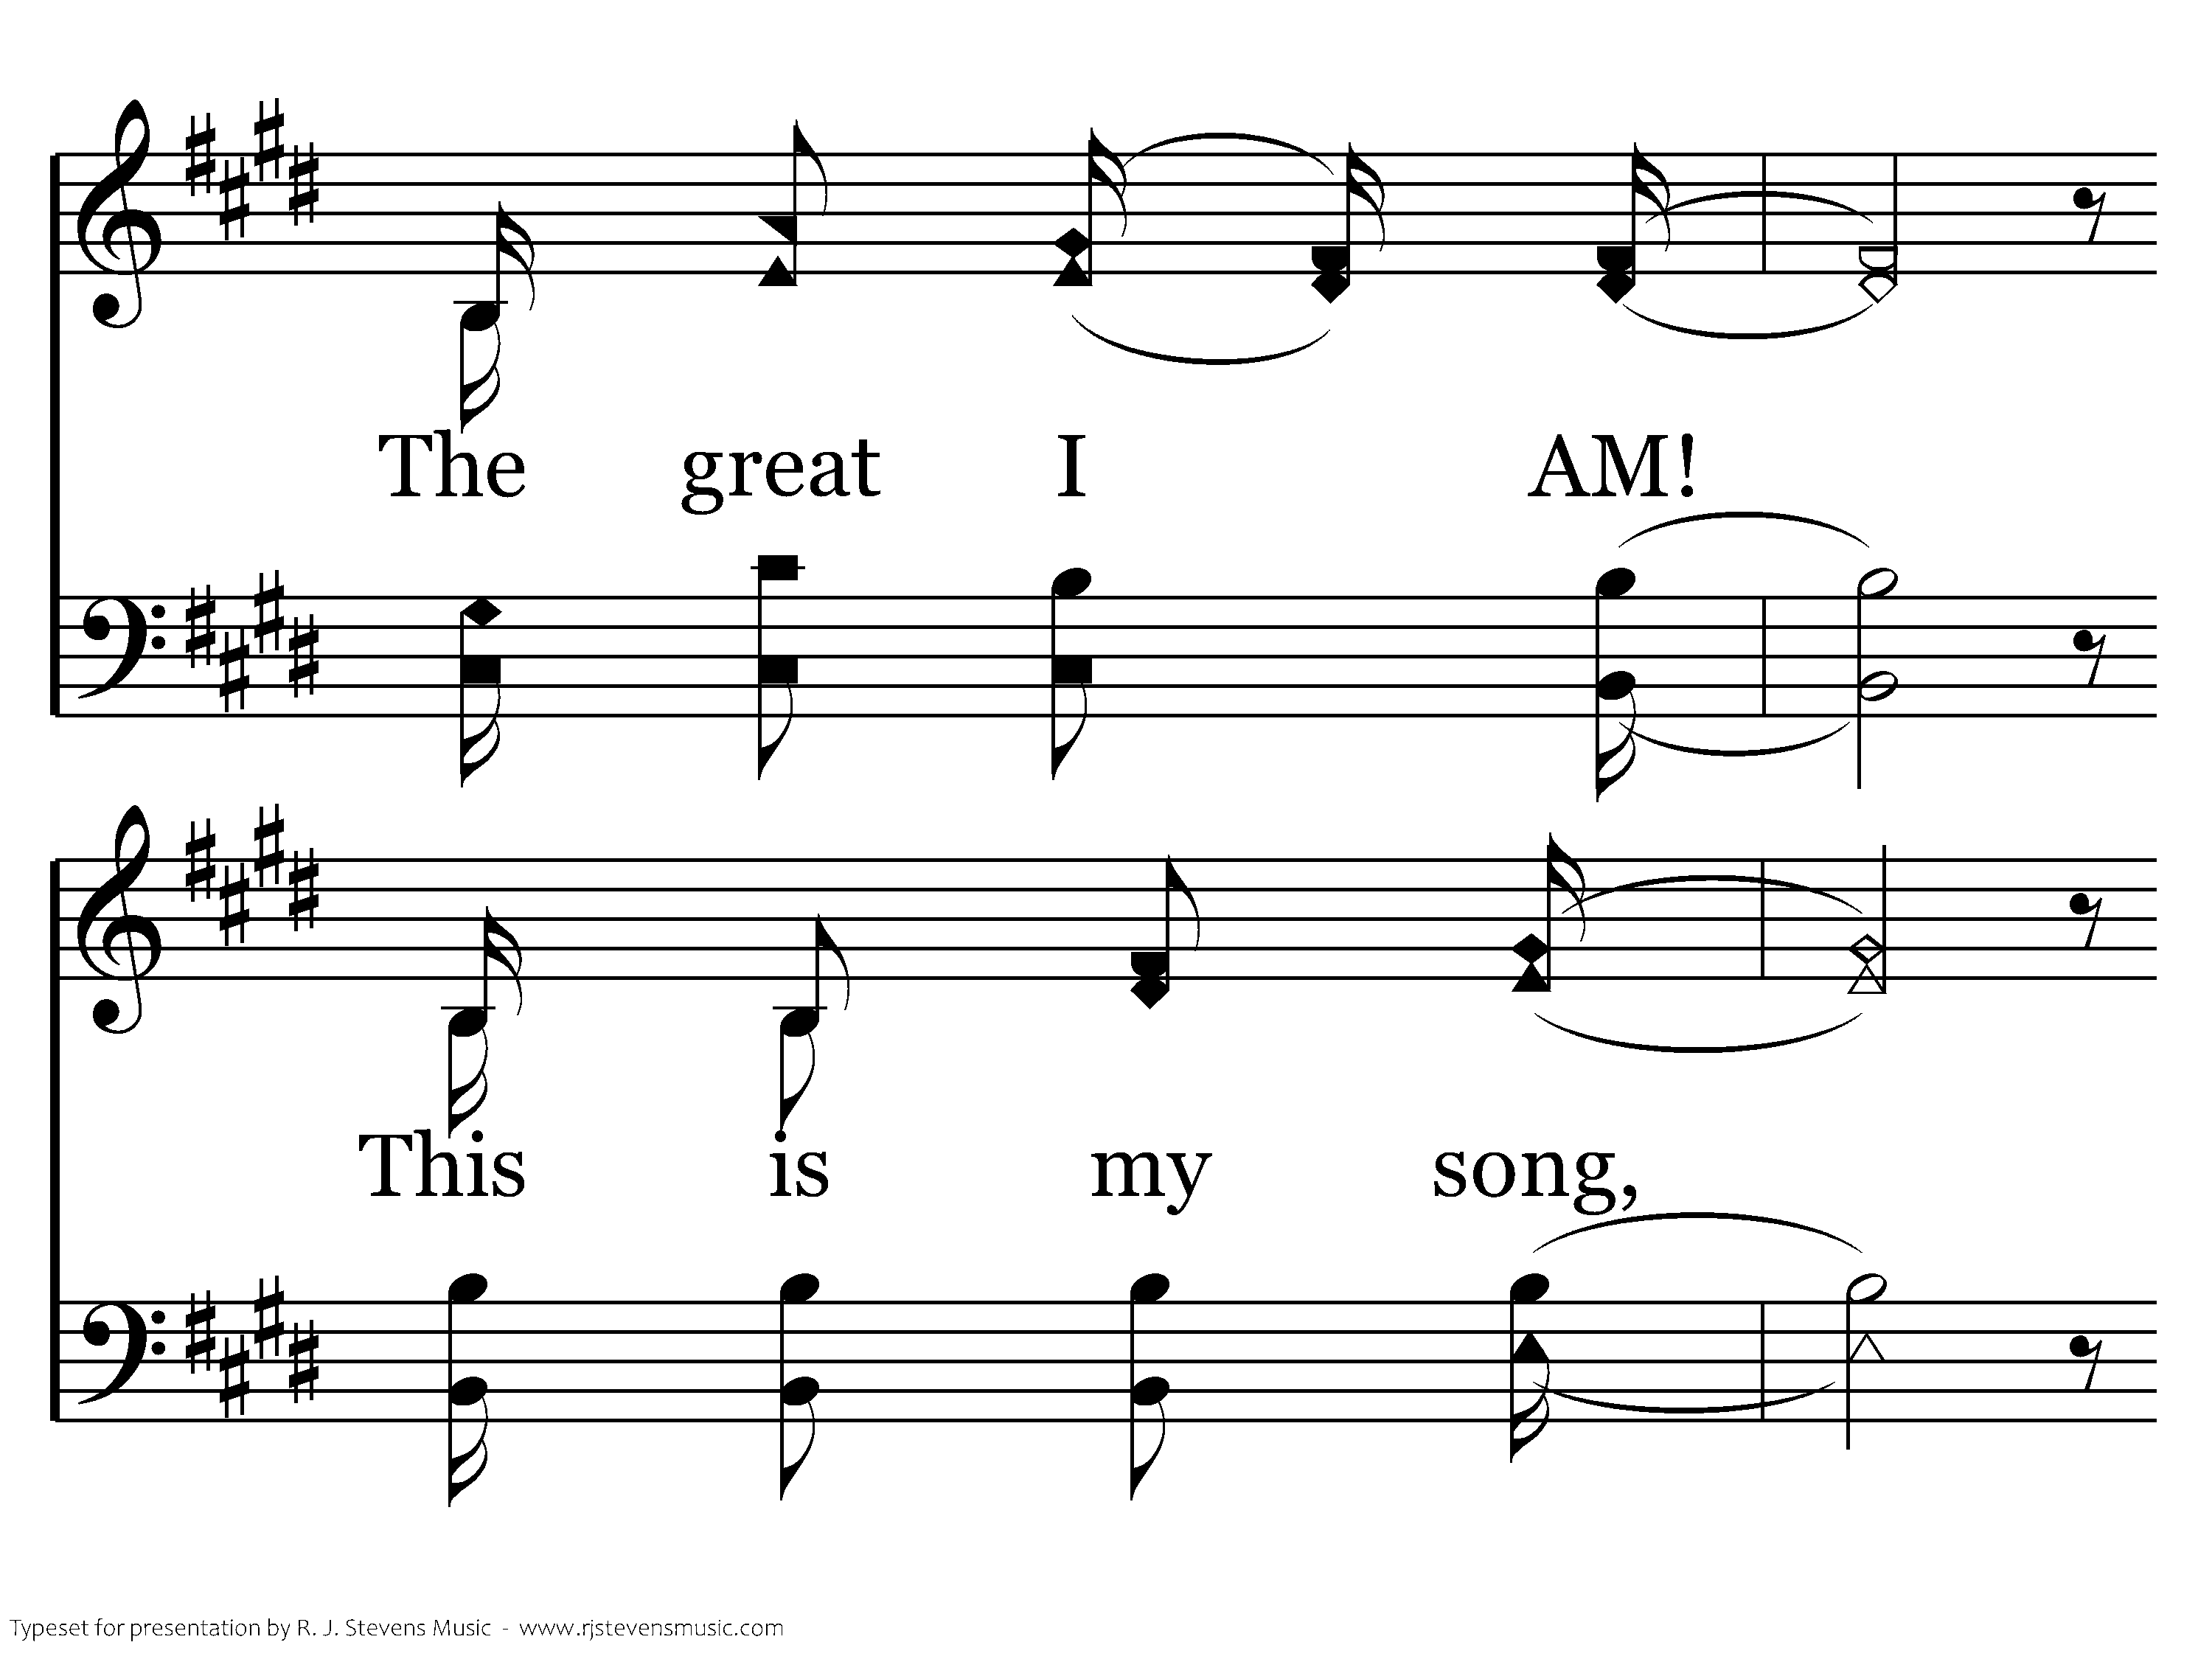 The great I AM!
This is my song,
Typeset for presentation by R. J. Stevens Music - www.rjstevensmusic.com